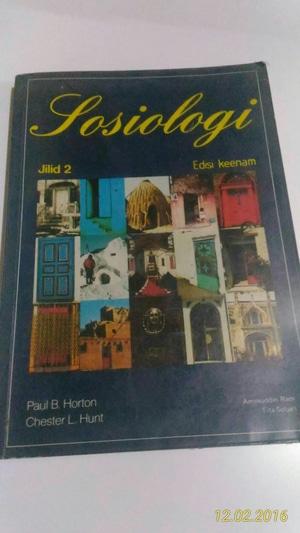 Sosiologi
Jilid 2
Edisi keenam
Paul B. Horton
Chester L. Hunt
Aminuddin Ram
Tita Sobari
12.02.2016